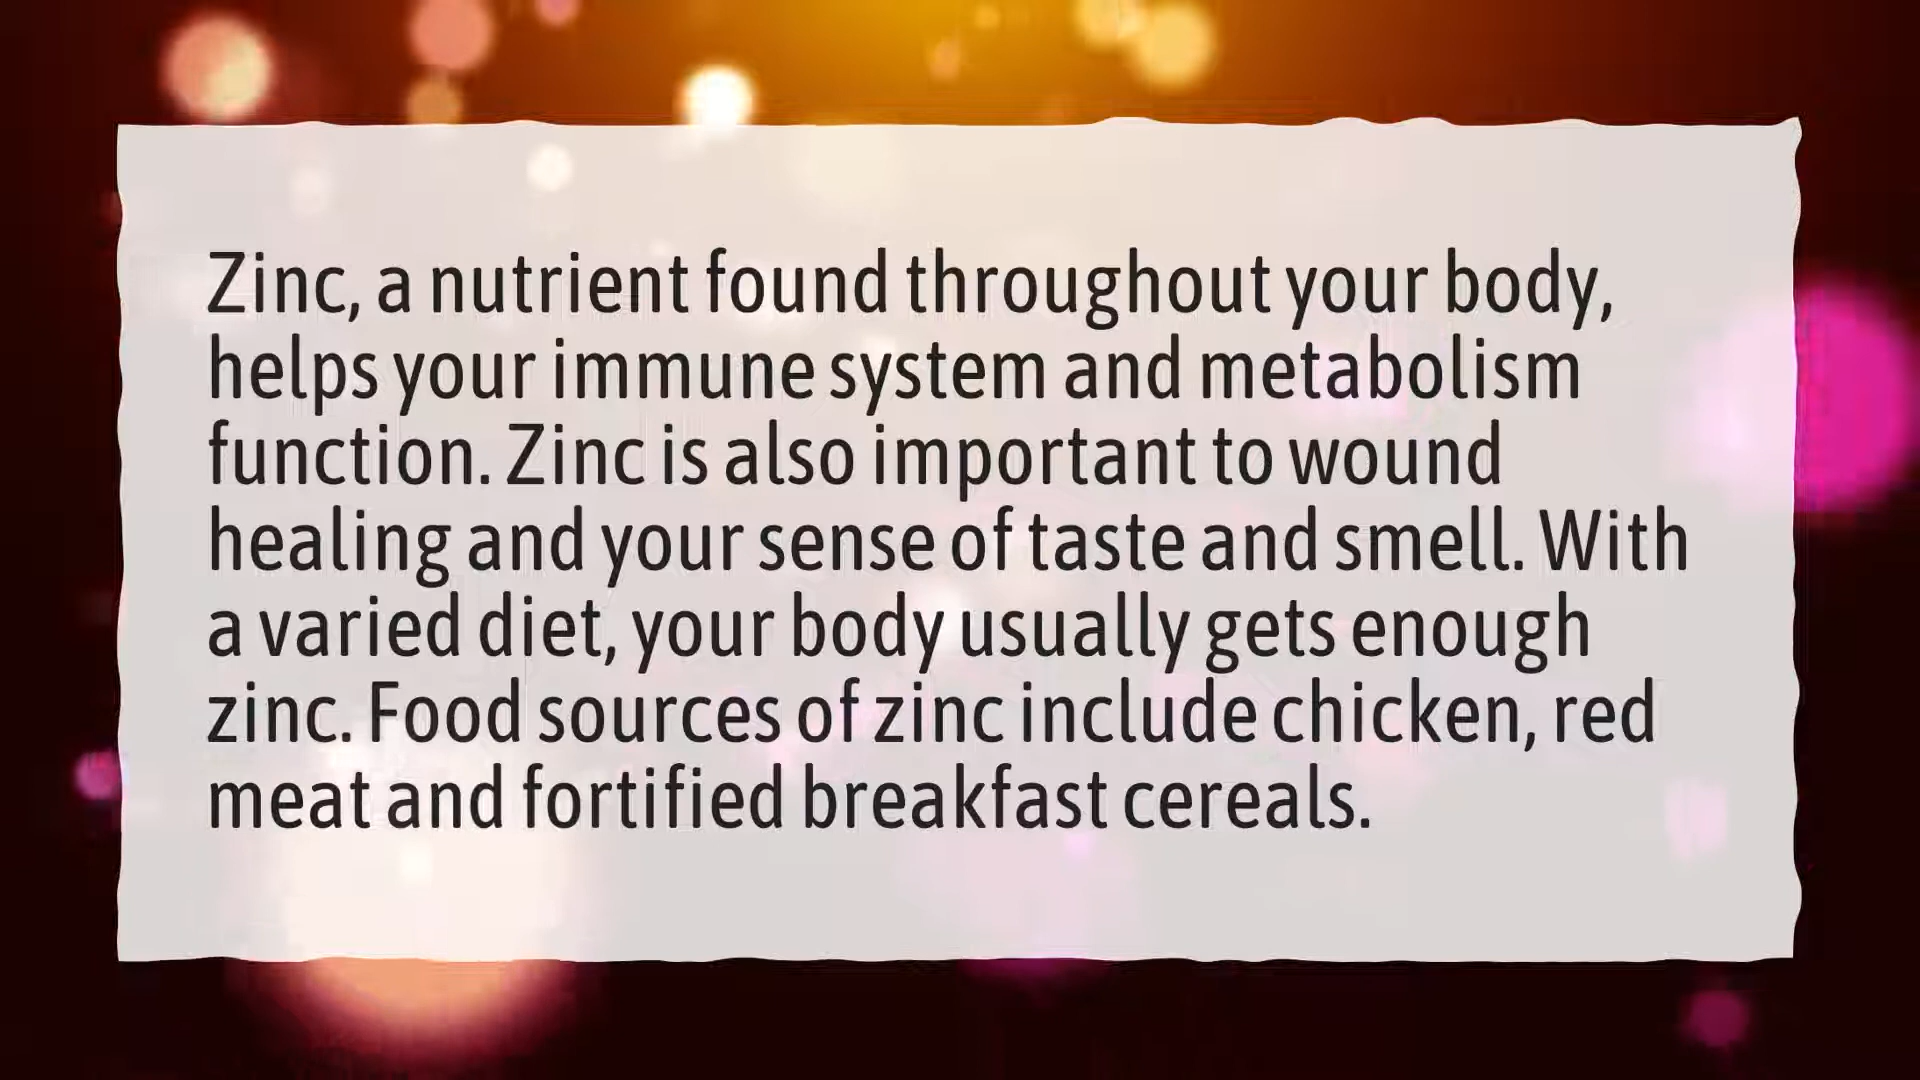 Zinc, a nutrient found throughout your body,
helps your immune system and metabolism
function. Zinc is also important to wound
healing and your sense of taste and smell. With
a varied diet, your body usually gets enough
zinc. Food sources of zinc include chicken, red
meat and fortified breakfast cereals.